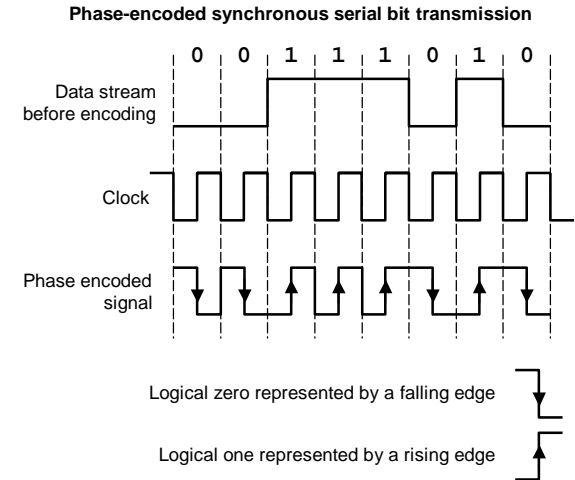 Phase-encoded synchronous serial bit transmission
0 0 1 1 1 0 1 0
Data stream
before encoding
Clock
Phase encoded
signal
Logical zero represented by a falling edge
Logical one represented by a rising edge